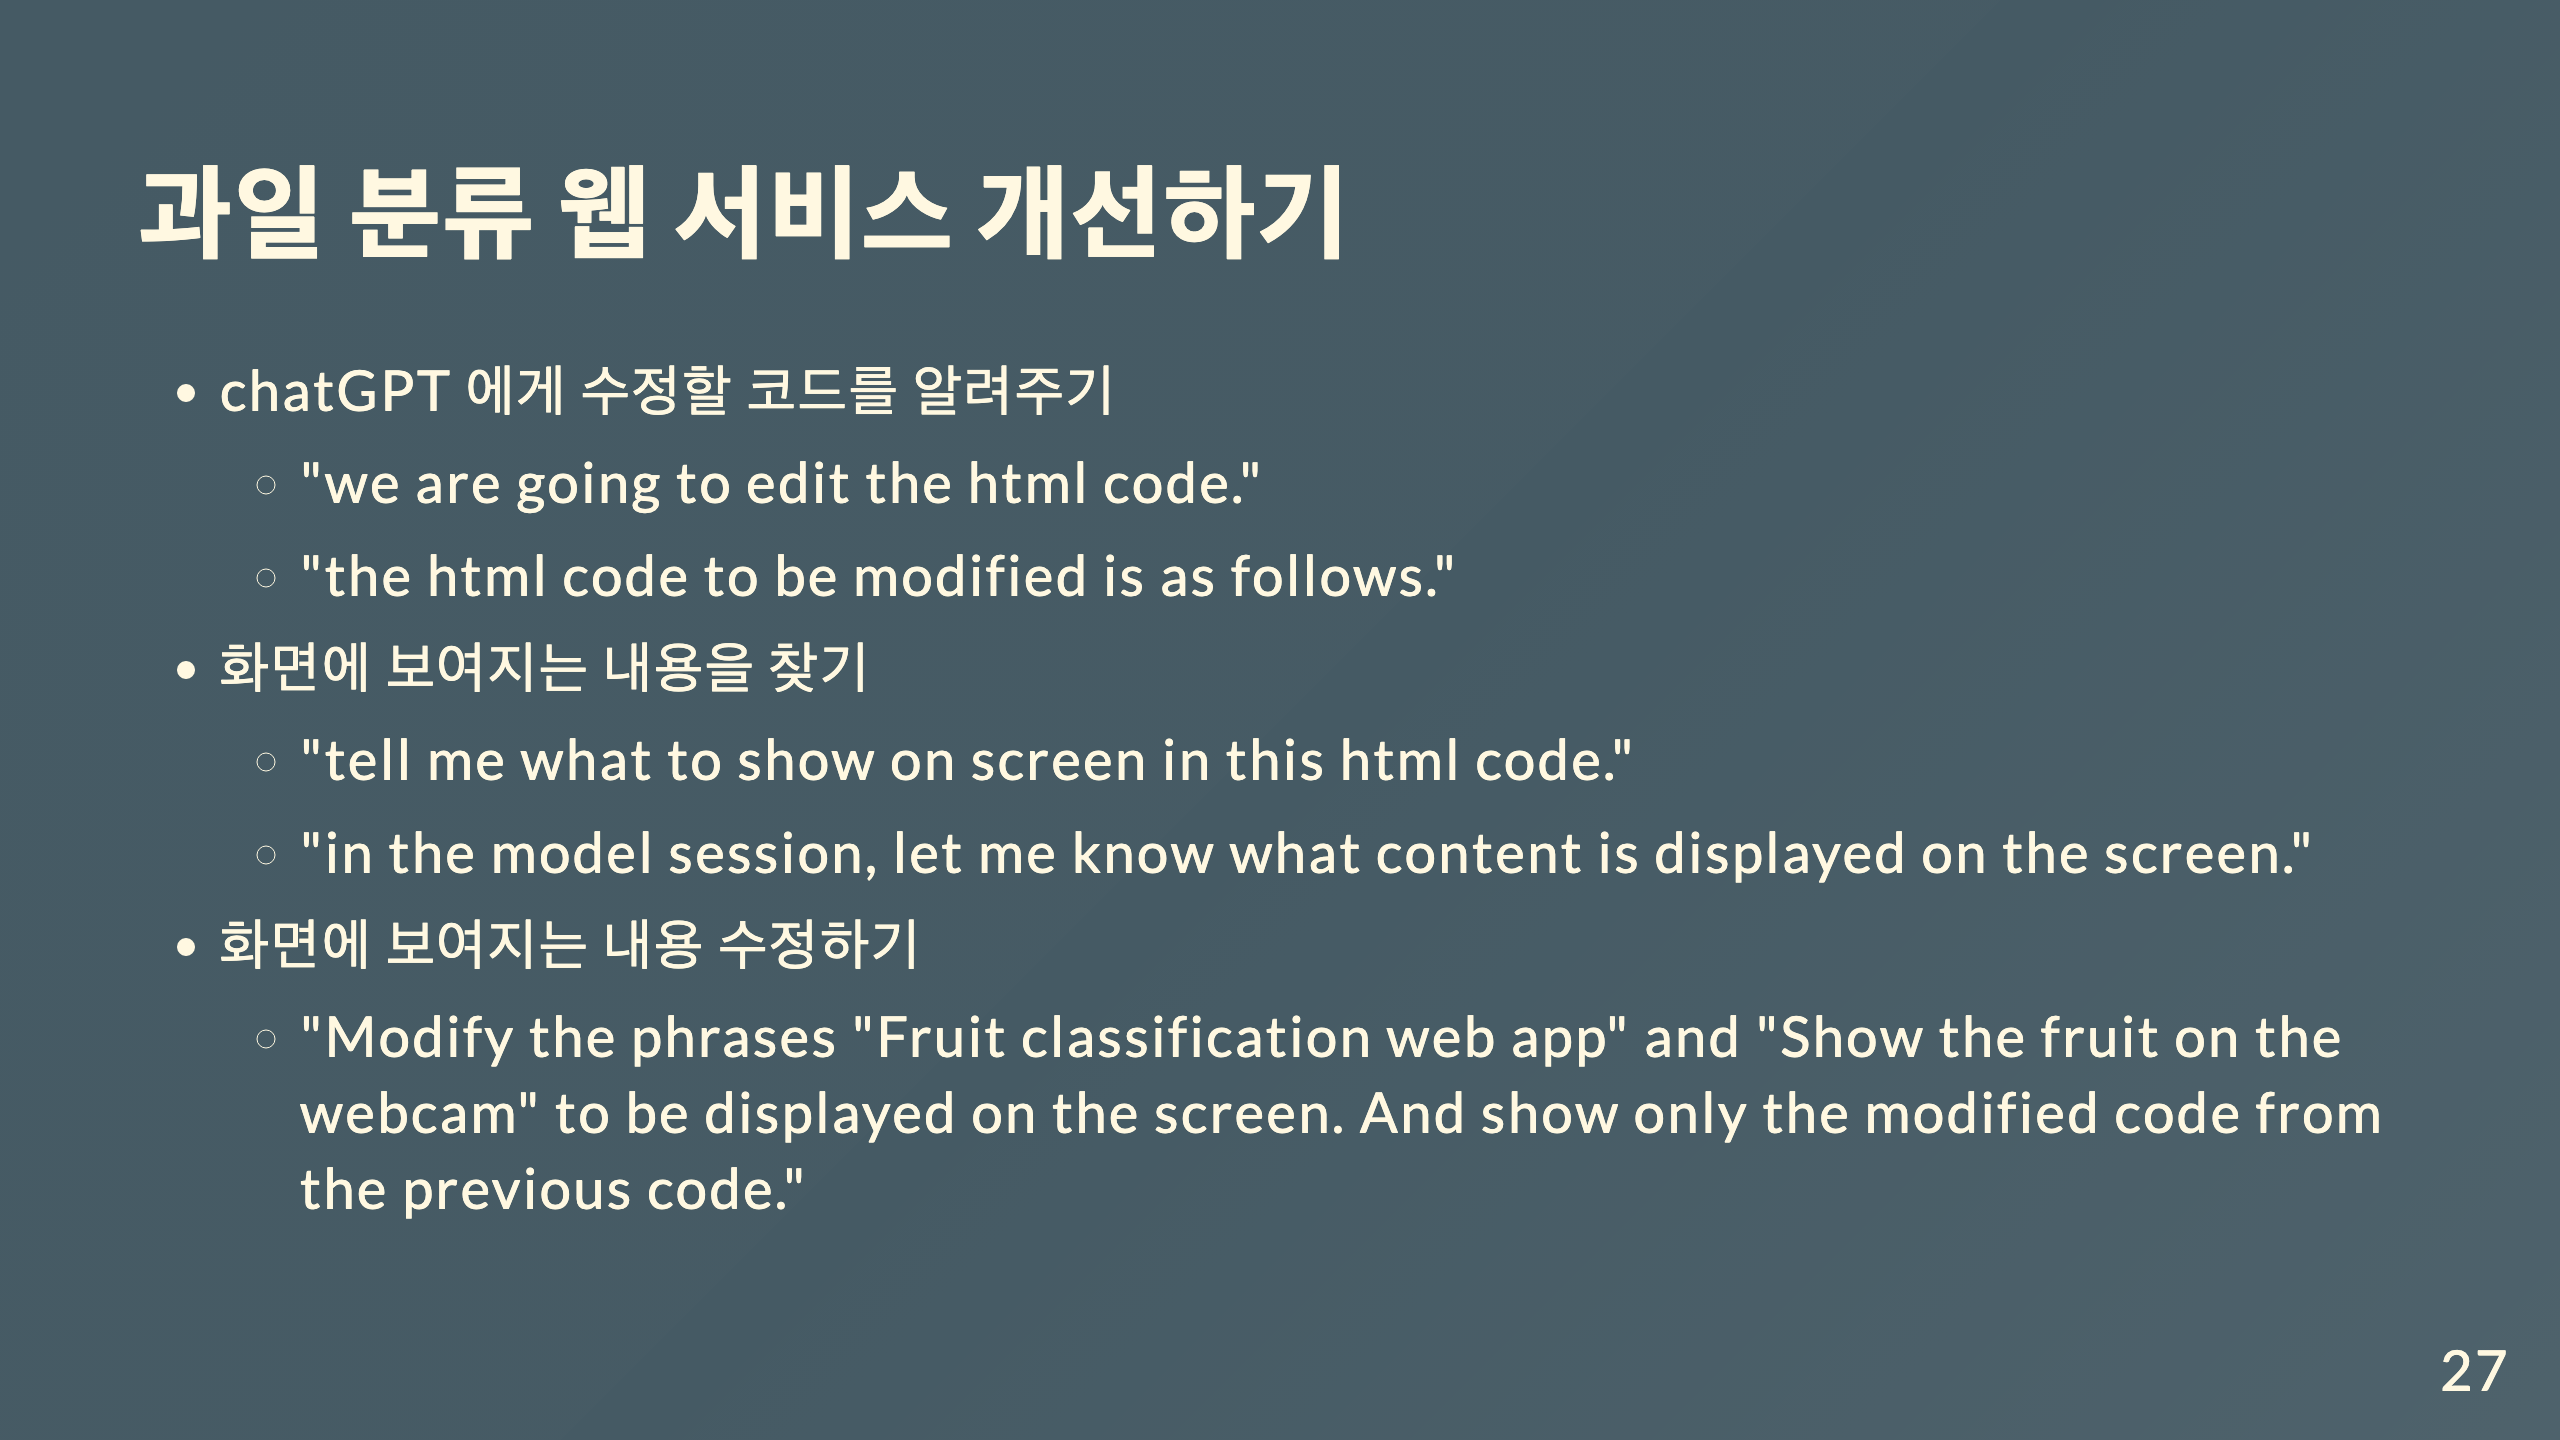 과일 분류 웹 서비스 개선하기
• chatGPT 에게 수정할 코드를 알려주기
○ "we are going to edit the html code."
○ "the html code to be modified is as follows."
• 화면에 보여지는 내용을 찾기
○ "tell me what to show on screen in this html code."
○ "in the model session, let me know what content is displayed on the screen."
• 화면에 보여지는 내용 수정하기
○ "Modify the phrases "Fruit classification web app" and "Show the fruit on the
webcam" to be displayed on the screen. And show only the modified code from
the previous code."
27